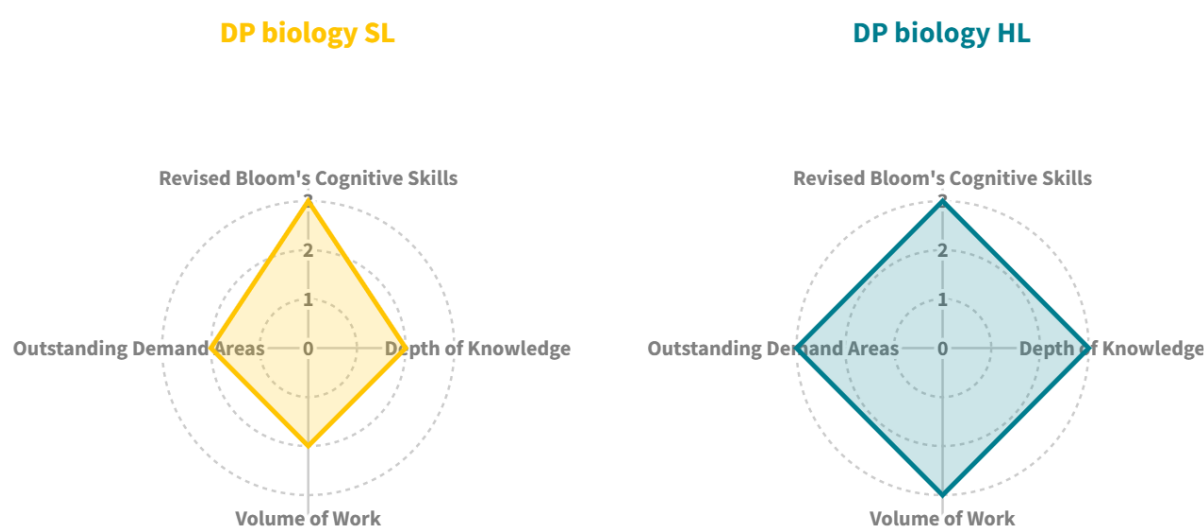 DP biology SL
DP biology HL
Revised Bloom's Cognitive Skills
3
2
1
Outstanding Demand Areas
0
Depth of Knowledge
Volume of Work
Revised Bloom's Cognitive Skills
3
2
1
Outstanding Demand Areas
0
Depth of Knowledge
Volume of Work